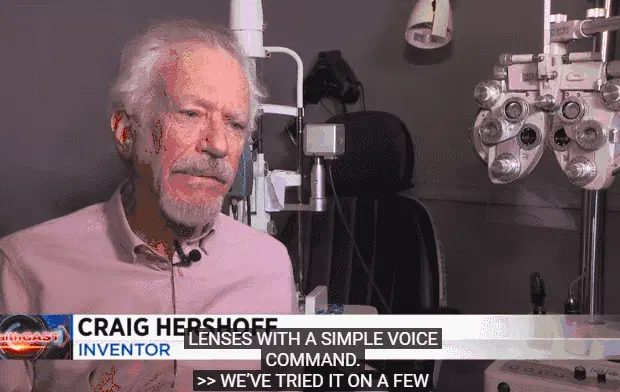 CRAIG HERSHOFF
INVENTOR
LENSES WITH A SIMPLE VOICE
COMMAND.
>> WE'VE TRIED IT ON A FEW